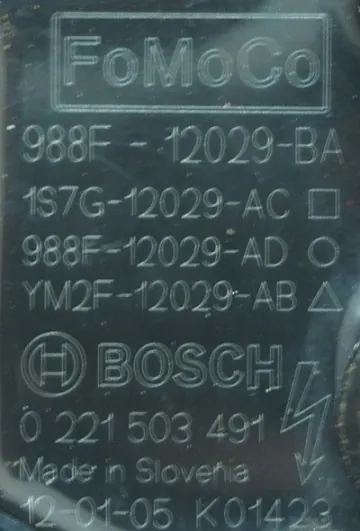 FoMoCo
988F - 12029-BA
1S7G-12029-AC
988F-12029-AD
YM2F-12029-AB
BOSCH
0 221 503 491
Made in Slovenia
12-01-05 K01423